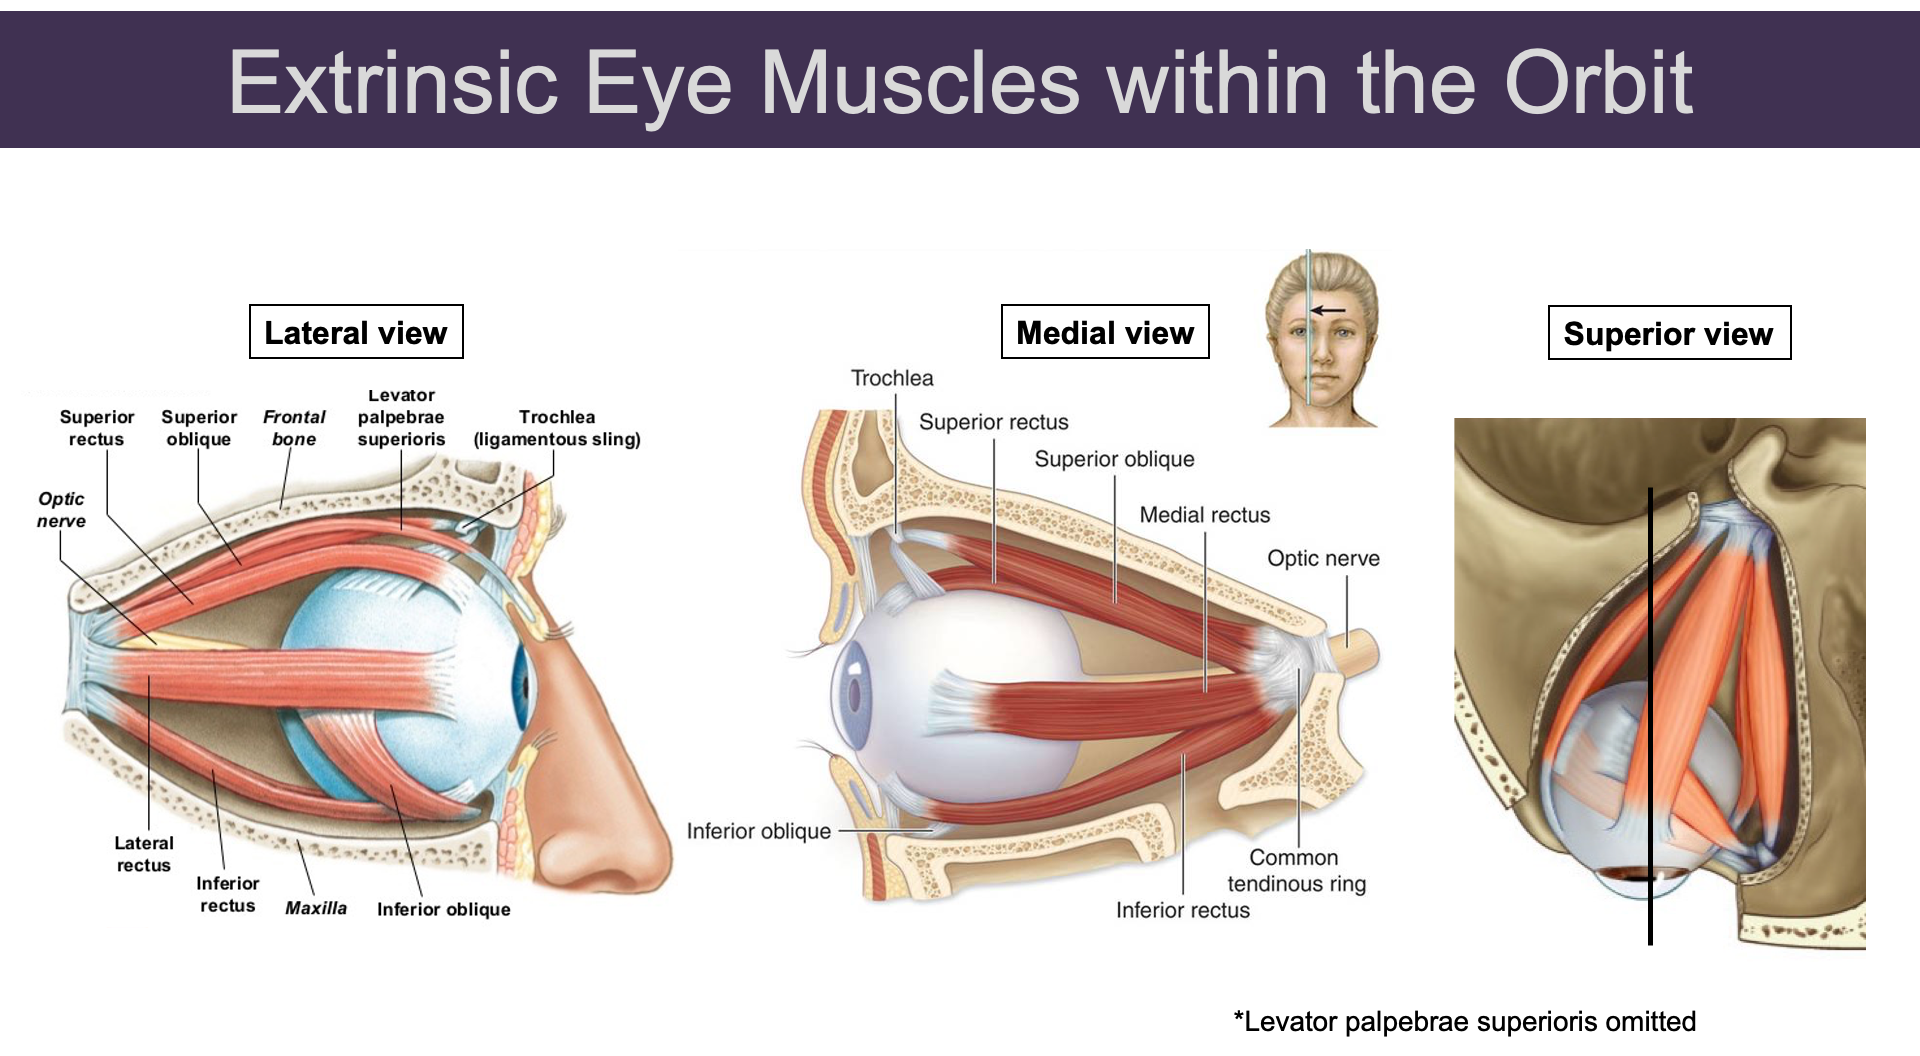 Extrinsic Eye Muscles within the Orbit
Lateral view
Levator
palpebrae
superioris
Superior
rectus
Superior
oblique
Frontal
bone
Trochlea
(ligamentous sling)
Optic
nerve
Lateral
rectus
Inferior
rectus
Maxilla
Inferior oblique
Medial view
Trochlea
Superior rectus
Superior oblique
Medial rectus
Optic nerve
Inferior oblique
Common
tendinous ring
Inferior rectus
Superior view
*Levator palpebrae superioris omitted